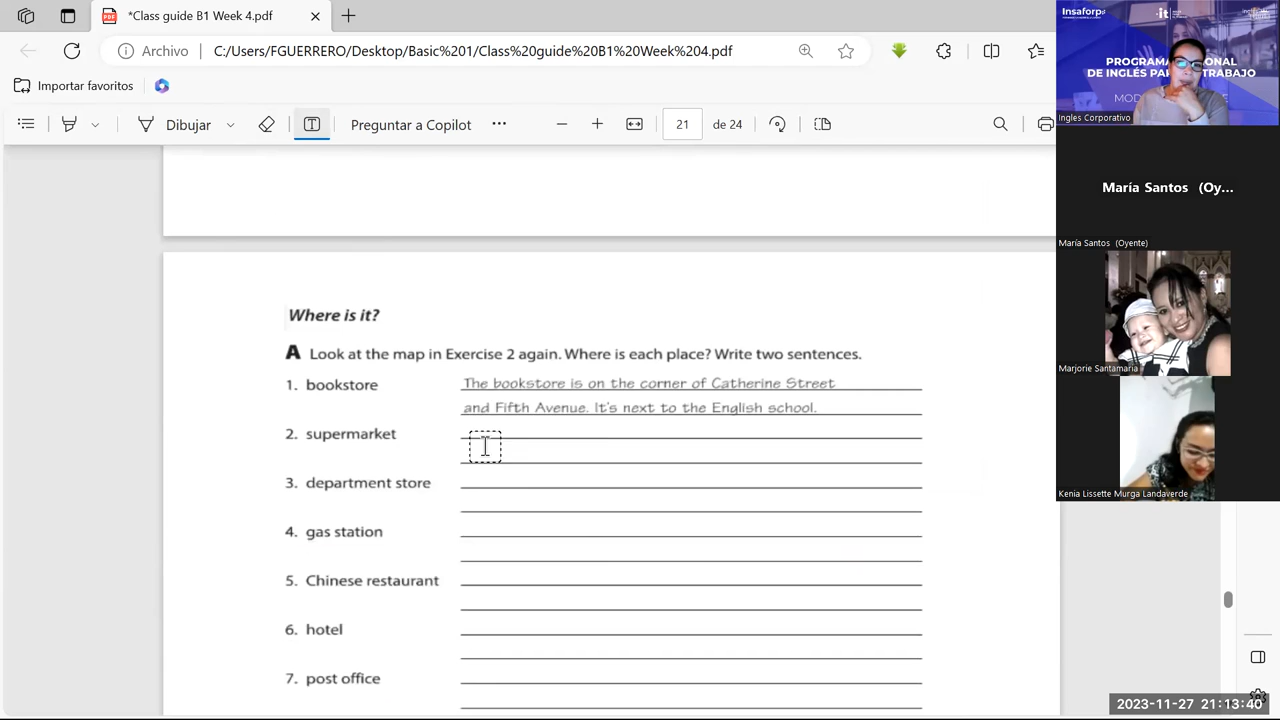 *Class guide B1 Week 4.pdf
Archivo
C:/Users/FGUERRERO/Desktop/Basic%201/Class%20guide%20B1%20Week%204.pdf
Importar favoritos
Dibujar
Preguntar a Copilot
21
de 24
Where is it?
A Look at the map in Exercise 2 again. Where is each place? Write two sentences.
1. bookstore
The bookstore is on the corner of Catherine Street
and Fifth Avenue. It's next to the English school.
2. supermarket
3. department store
4. gas station
5. Chinese restaurant
6. hotel
7. post office
Insaforp
Ingles Corporativo
María Santos (Oy...
María Santos (Oyente)
Marjorie Santamaria
Kenia Lissette Murga Landaverde
2023-11-27 21:13:40